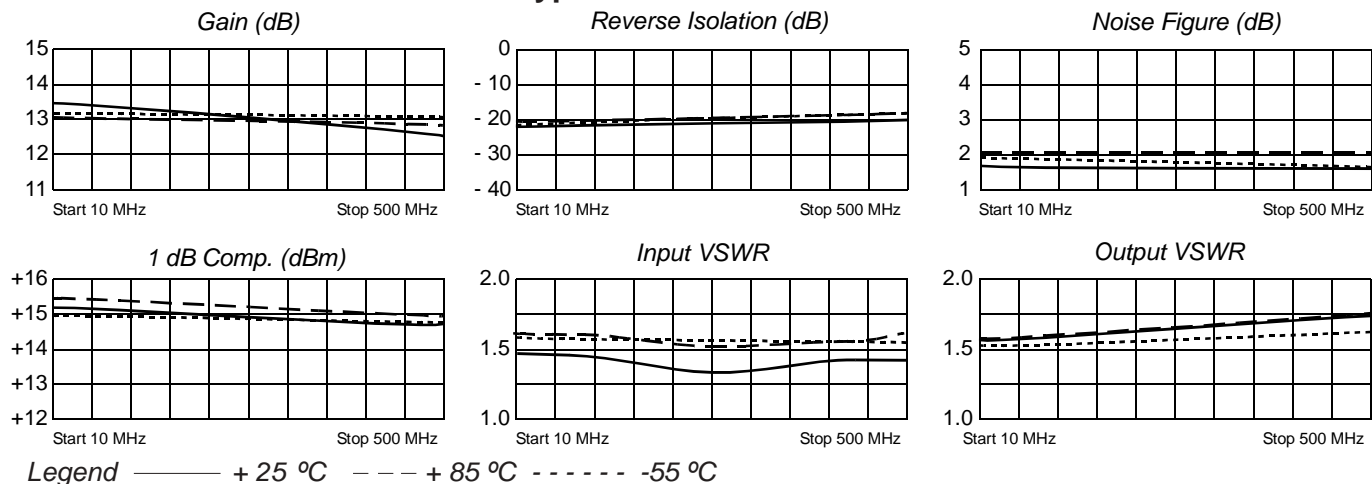 Gain (dB)
15
14
13
12
11
Start 10 MHz
Stop 500 MHz
Reverse Isolation (dB)
0
- 10
- 20
- 30
- 40
Start 10 MHz
Stop 500 MHz
Noise Figure (dB)
5
4
3
2
1
Start 10 MHz
Stop 500 MHz
1 dB Comp. (dBm)
+16
+15
+14
+13
+12
Start 10 MHz
Stop 500 MHz
Input VSWR
2.0
1.5
1.0
Start 10 MHz
Stop 500 MHz
Output VSWR
2.0
1.5
1.0
Start 10 MHz
Stop 500 MHz
Legend + 25 ºC + 85 ºC -55 ºC